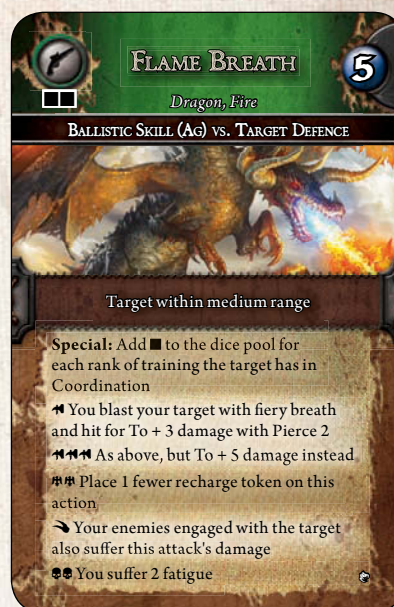 FLAME BREATH
5
Dragon, Fire
BALLISTIC SKILL (AG) VS. TARGET DEFENCE
Target within medium range
Special: Add ■ to the dice pool for
each rank of training the target has in
Coordination
You blast your target with fiery breath
and hit for To + 3 damage with Pierce 2
As above, but To + 5 damage instead
Place 1 fewer recharge token on this
action
Your enemies engaged with the target
also suffer this attack's damage
You suffer 2 fatigue